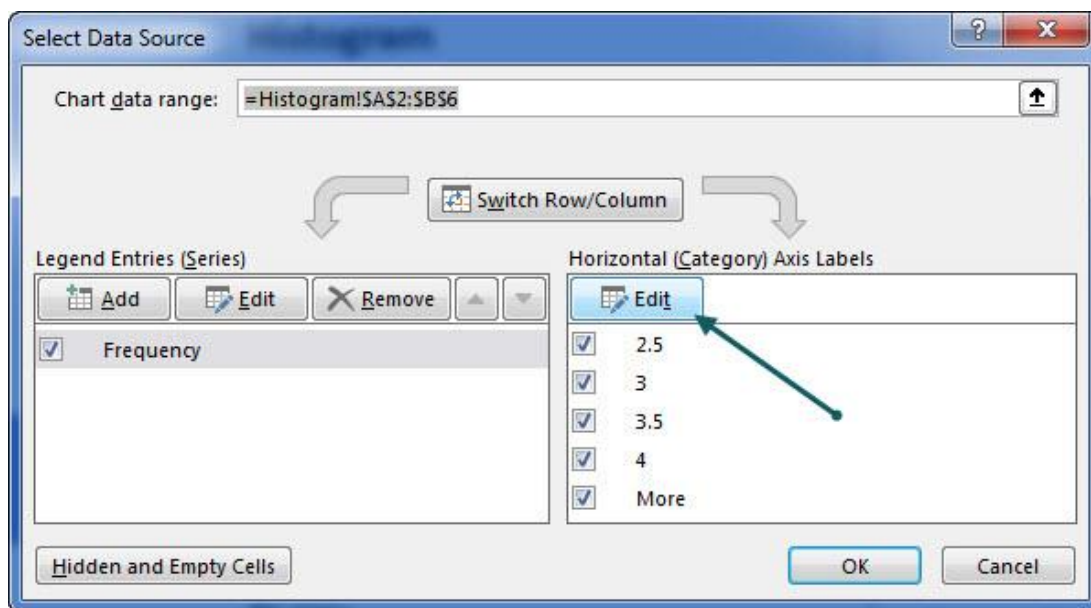 Select Data Source
Histogram
Chart data range: =Histogram!$A$2:$B$6
Switch Row/Column
Legend Entries (Series)
Horizontal (Category) Axis Labels
Add Edit Remove
Edit
Frequency
2.5
3
3.5
4
More
Hidden and Empty Cells
OK Cancel